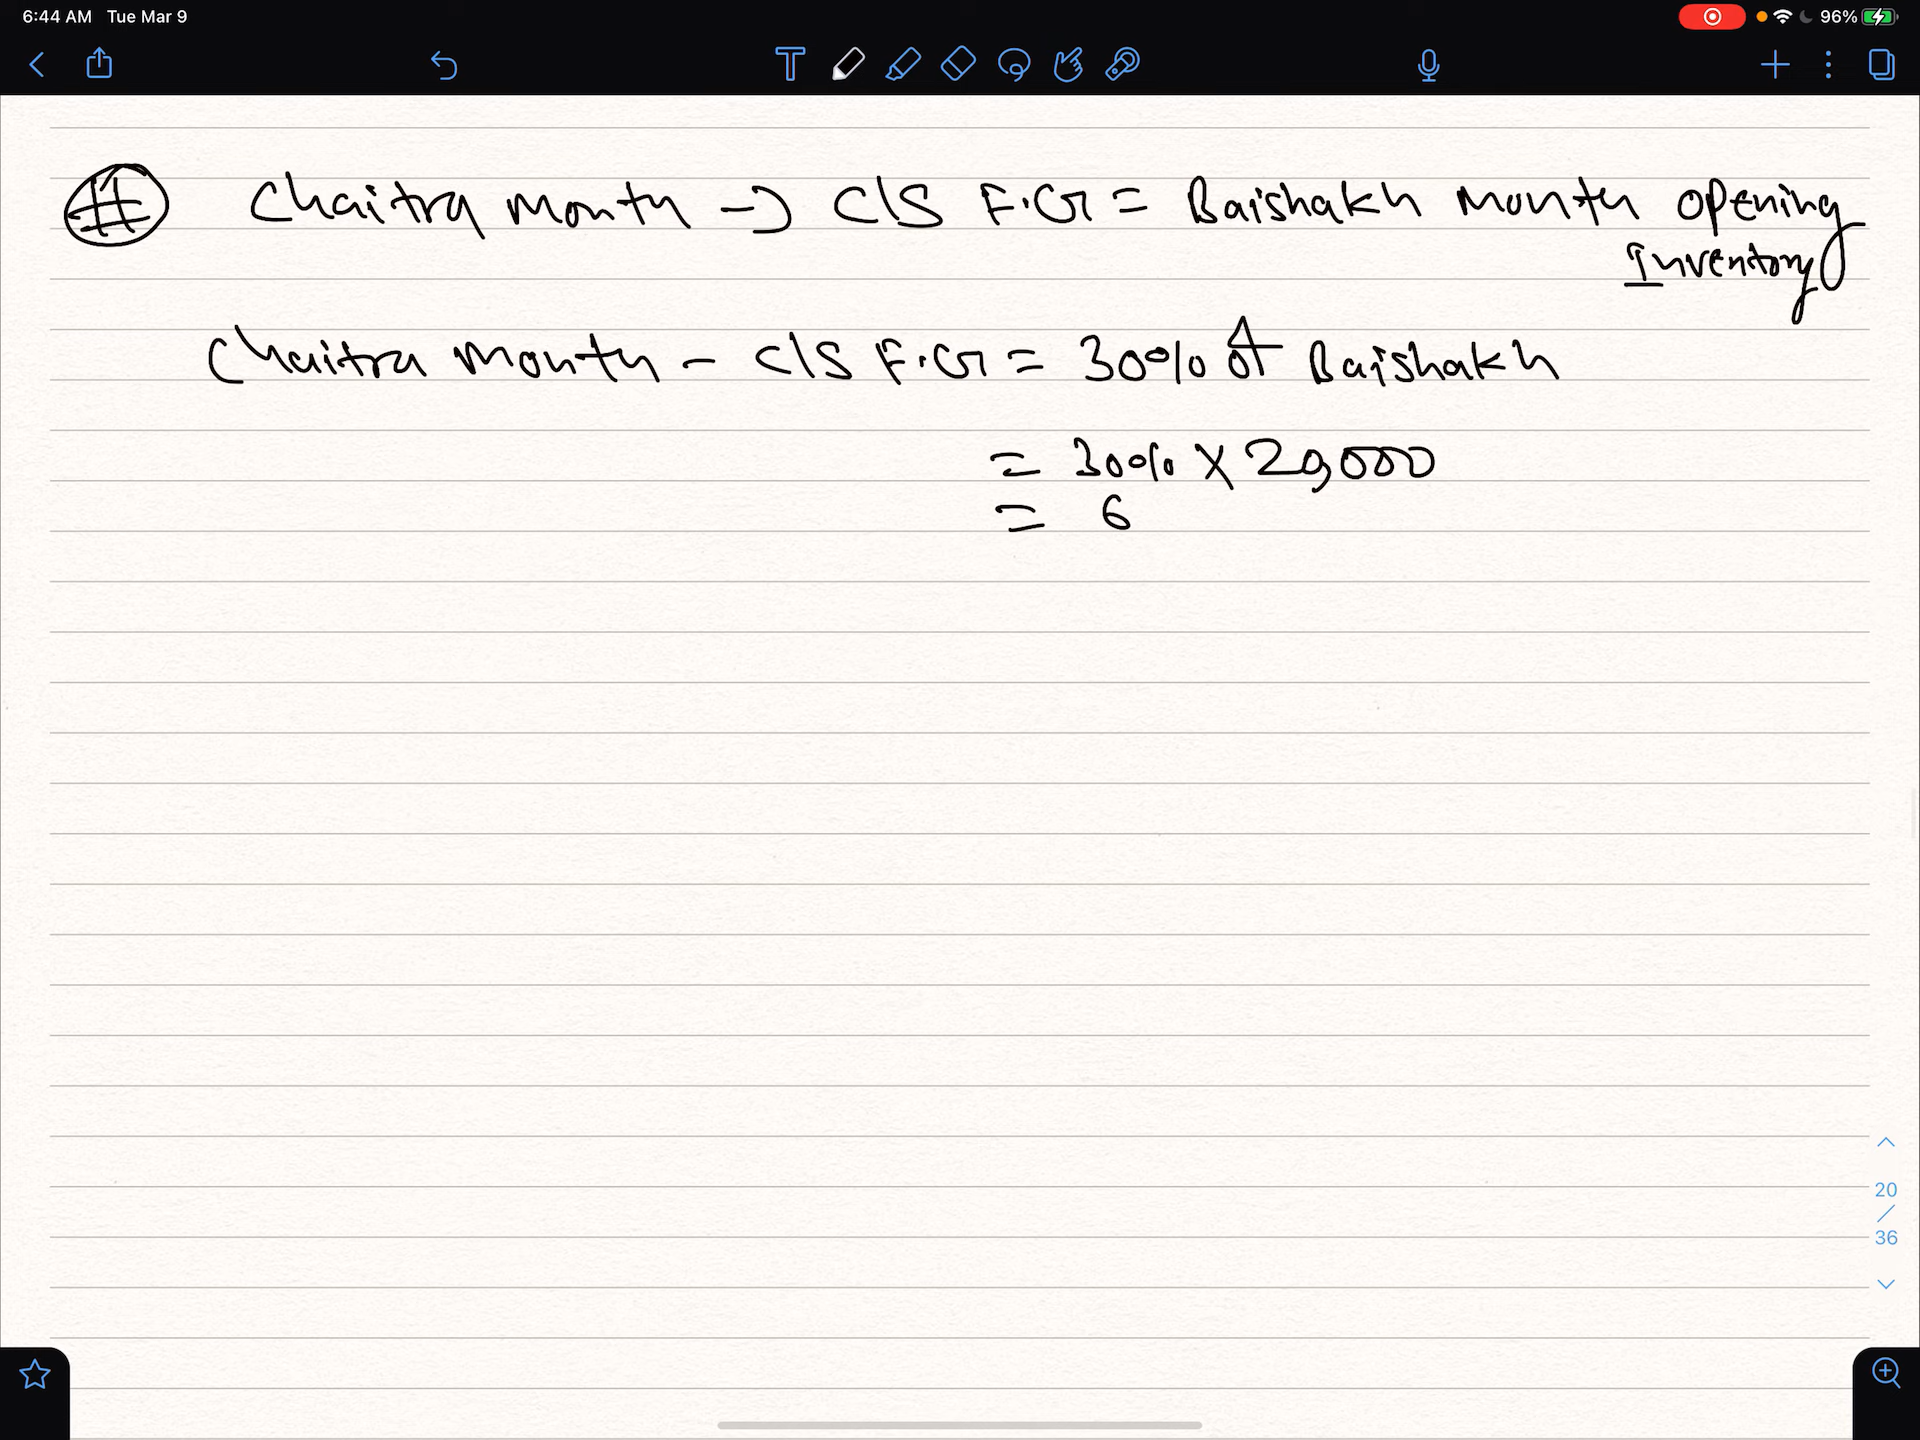 6:44 AM Tue Mar 9
96%
# Chaitra month → C/S F.G = Baishakh month opening
Inventory
Chaitra month - C/S F.G = 30% of Baishakh
= 30% × 20,000
= 6
20
/
36